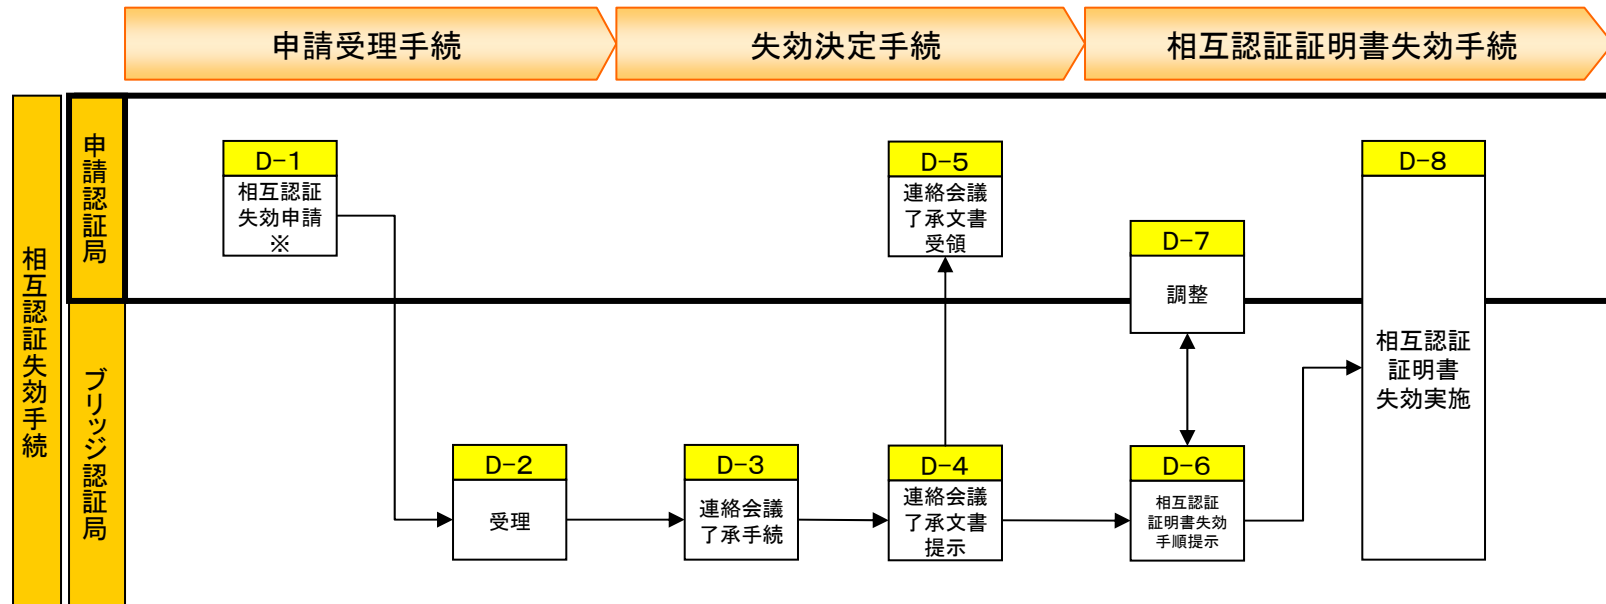 申請受理手続
失効決定手続
相互認証証明書失効手続
相互認証失効手続
申請認証局
ブリッジ認証局
D-1
相互認証
失効申請
※
D-2
受理
D-3
連絡会議
了承手続
D-4
連絡会議
了承文書
提示
D-5
連絡会議
了承文書
受領
D-6
相互認証
証明書失効
手順提示
D-7
調整
D-8
相互認証
証明書
失効実施